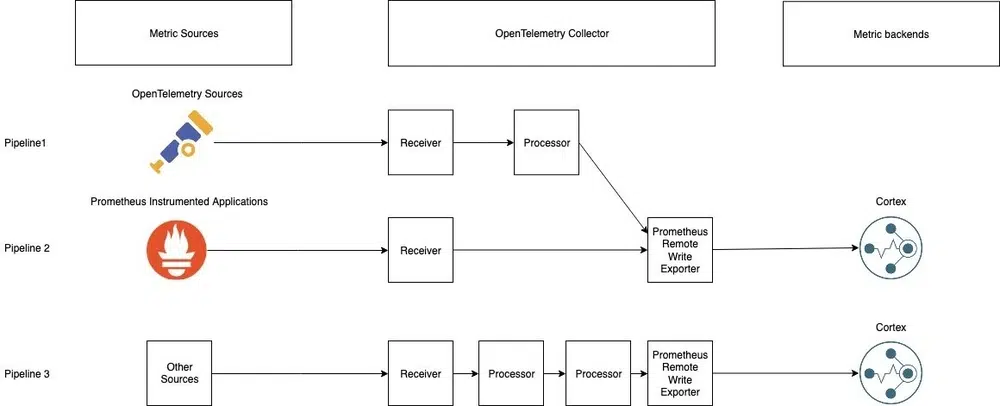 Metric Sources
OpenTelemetry Collector
Metric backends
OpenTelemetry Sources
Pipeline1
Receiver
Processor
Prometheus Instrumented Applications
Cortex
Pipeline 2
Receiver
Prometheus
Remote
Write
Exporter
Cortex
Pipeline 3
Other
Sources
Receiver
Processor
Processor
Prometheus
Remote
Write
Exporter